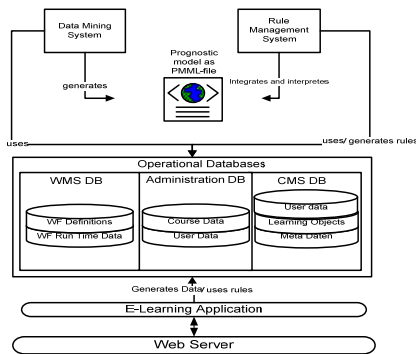 Data Mining
System
Rule
Management
System
Prognostic
model as
PMML-file
generates
Integrates and interpretes
uses
uses/generates rules
Operational Databases
WMS DB
Administration DB
CMS DB
WF Definitions
WF Run Time Data
Course Data
User Data
User data
Learning Objects
Meta Daten
Generates Data/uses rules
E-Learning Application
Web Server